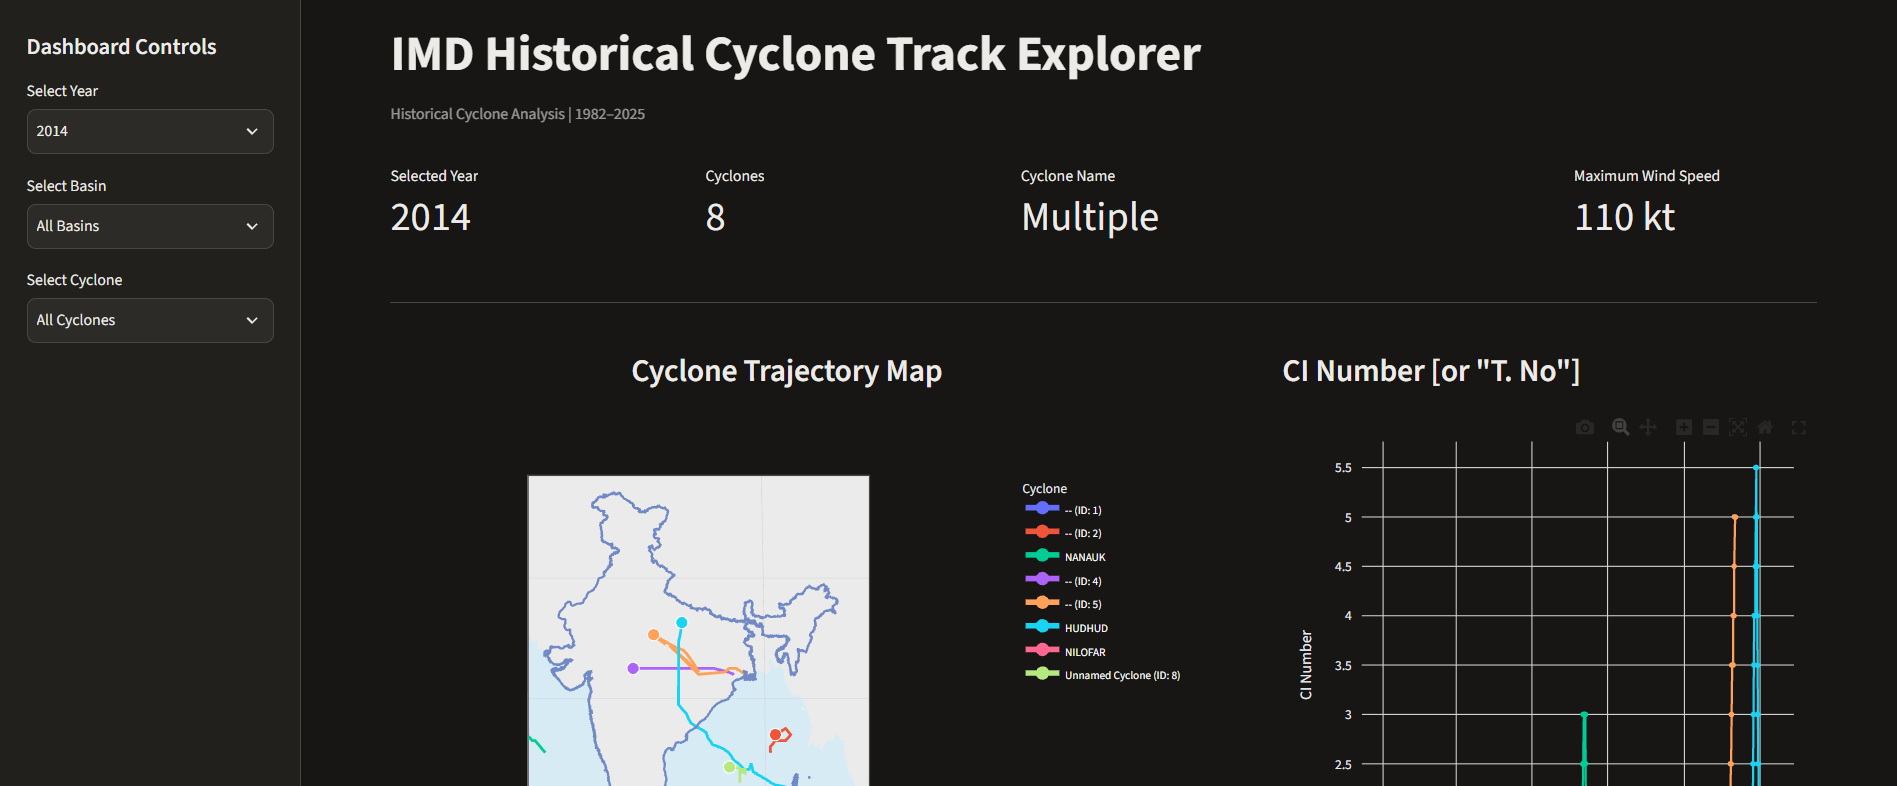 Dashboard Controls
Select Year
2014
Select Basin
All Basins
Select Cyclone
All Cyclones
IMD Historical Cyclone Track Explorer
Historical Cyclone Analysis | 1982–2025
Selected Year
2014
Cyclones
8
Cyclone Name
Multiple
Maximum Wind Speed
110 kt
Cyclone Trajectory Map
Cyclone
-- (ID: 1)
-- (ID: 2)
NANAUK
-- (ID: 4)
-- (ID: 5)
HUDHUD
NILOFAR
Unnamed Cyclone (ID: 8)
CI Number [or "T. No"]
CI Number
5.5
5
4.5
4
3.5
3
2.5